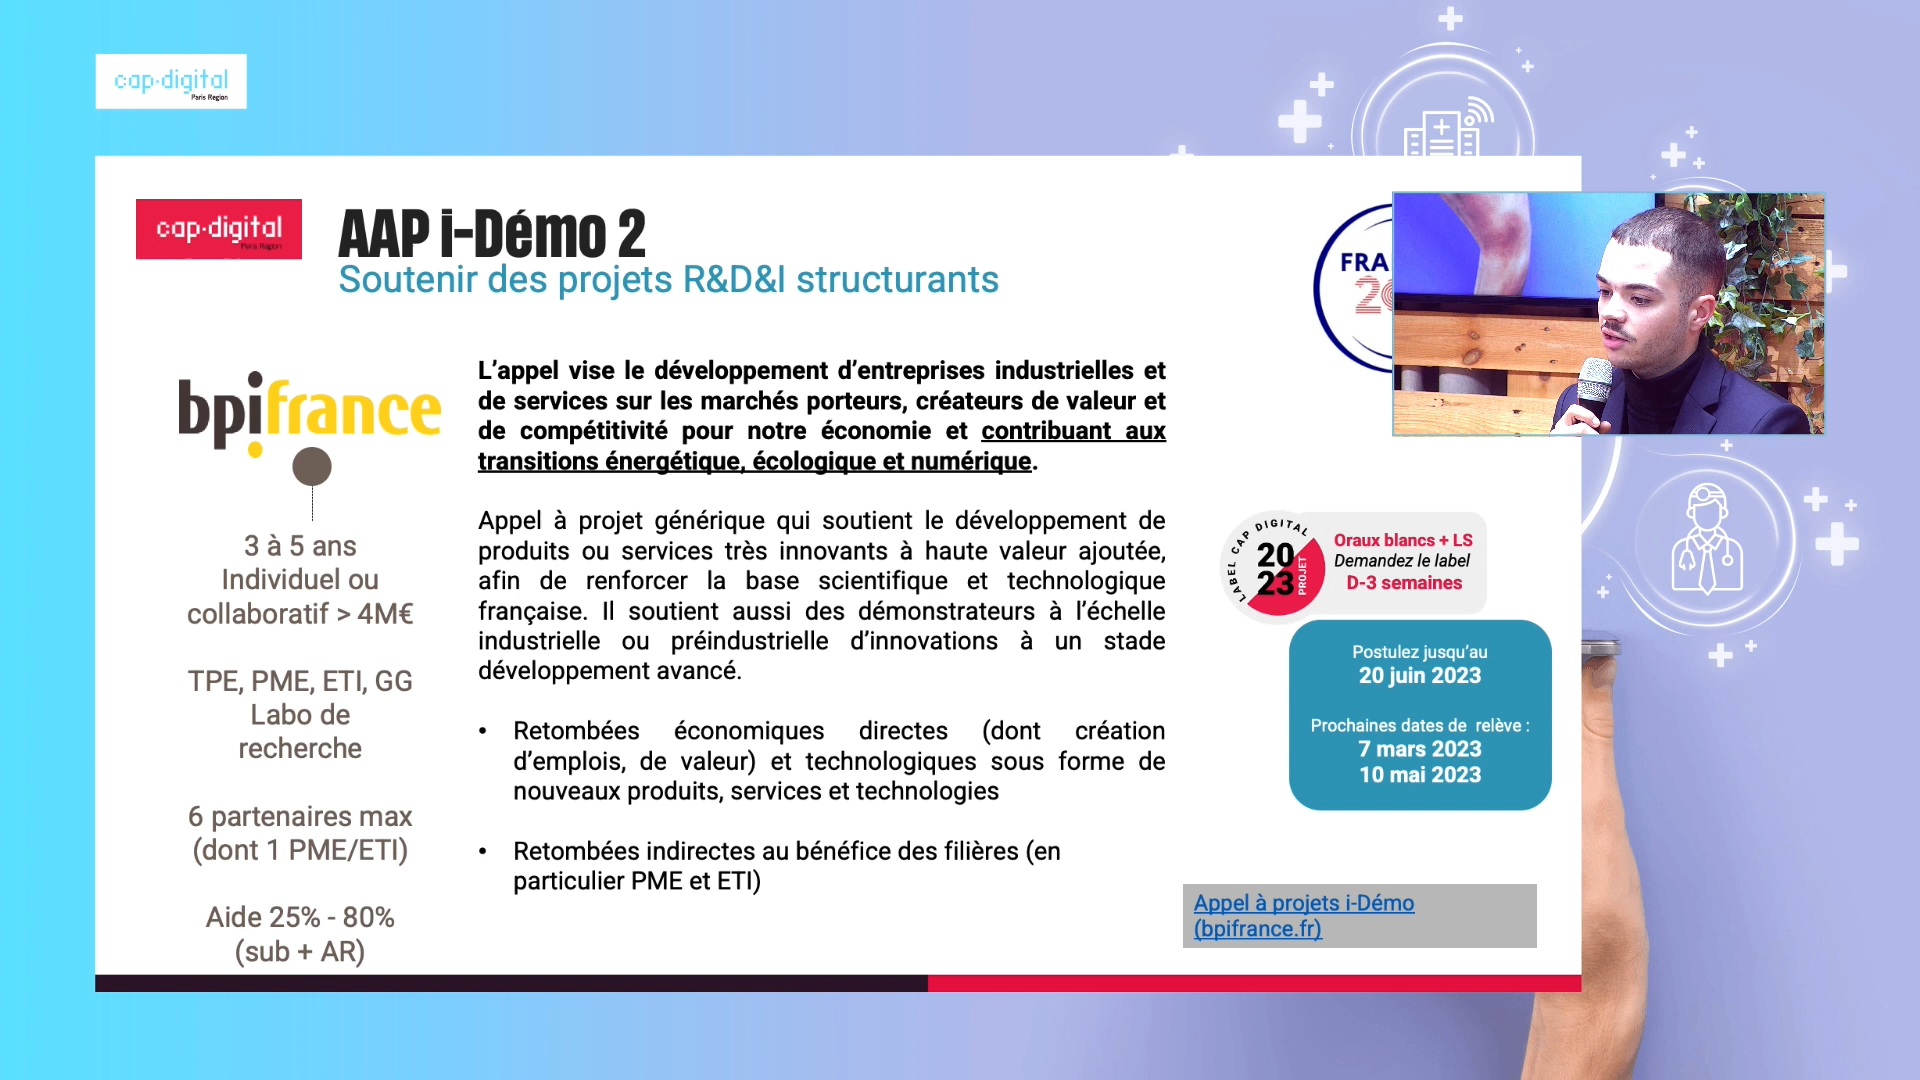 cap·digital
Paris Region
cap·digital
Paris Region
AAP i-Démo 2
Soutenir des projets R&D&I structurants
FRA
bpifrance
3 à 5 ans
Individuel ou
collaboratif > 4M€
TPE, PME, ETI, GG
Labo de
recherche
6 partenaires max
(dont 1 PME/ETI)
Aide 25% - 80%
(sub + AR)
L’appel vise le développement d’entreprises industrielles et
de services sur les marchés porteurs, créateurs de valeur et
de compétitivité pour notre économie et contribuant aux
transitions énergétique, écologique et numérique.
Appel à projet générique qui soutient le développement de
produits ou services très innovants à haute valeur ajoutée,
afin de renforcer la base scientifique et technologique
française. Il soutient aussi des démonstrateurs à l’échelle
industrielle ou préindustrielle d’innovations à un stade
développement avancé.
• Retombées économiques directes (dont création
d’emplois, de valeur) et technologiques sous forme de
nouveaux produits, services et technologies
• Retombées indirectes au bénéfice des filières (en
particulier PME et ETI)
LABEL CAP DIGITAL
20
23
PROJET
Oraux blancs + LS
Demandez le label
D-3 semaines
Postulez jusqu’au
20 juin 2023
Prochaines dates de relève :
7 mars 2023
10 mai 2023
Appel à projets i-Démo
(bpifrance.fr)